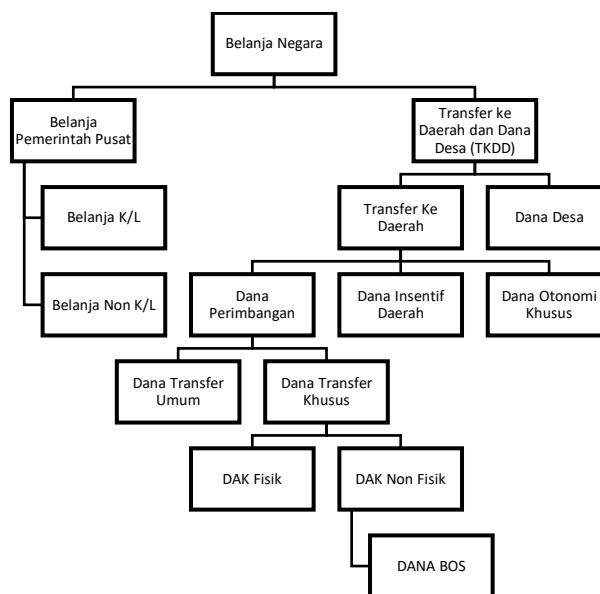 Belanja Negara
Belanja
Pemerintah Pusat
Transfer ke
Daerah dan Dana
Desa (TKDD)
Belanja K/L
Transfer Ke
Daerah
Dana Desa
Belanja Non K/L
Dana
Perimbangan
Dana Insentif
Daerah
Dana Otonomi
Khusus
Dana Transfer
Umum
Dana Transfer
Khusus
DAK Fisik
DAK Non Fisik
DANA BOS